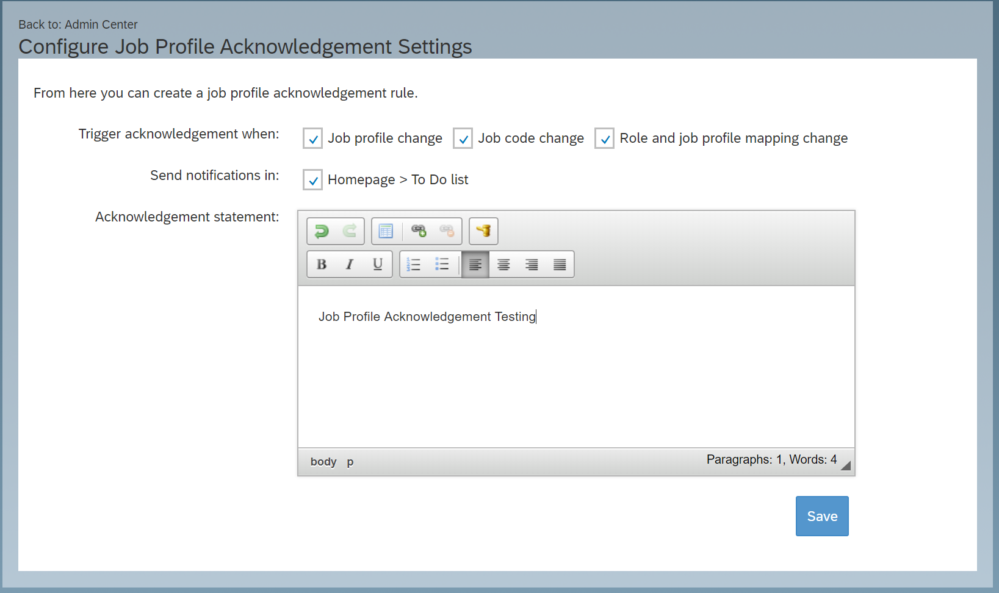 Back to: Admin Center
Configure Job Profile Acknowledgement Settings
From here you can create a job profile acknowledgement rule.
Trigger acknowledgement when: Job profile change Job code change Role and job profile mapping change
Send notifications in: Homepage > To Do list
Acknowledgement statement:
B I U
Job Profile Acknowledgement Testing
body p Paragraphs: 1, Words: 4
Save